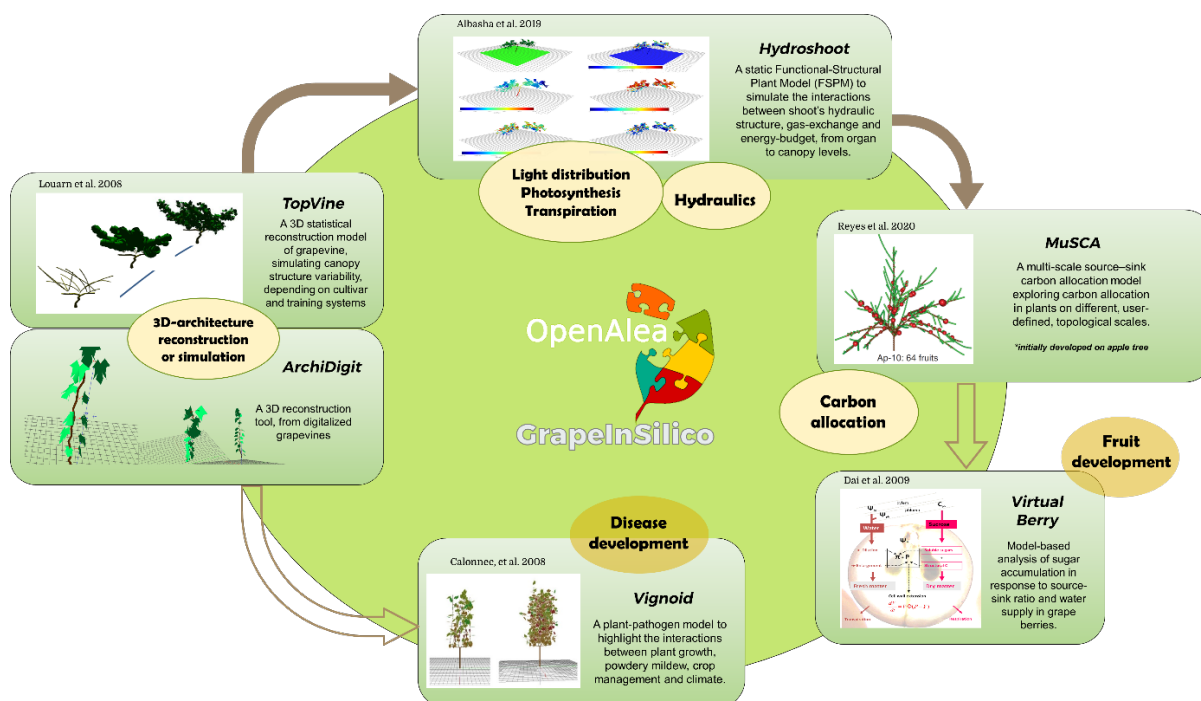 Albasha et al. 2019
Hydroshoot
A static Functional-Structural
Plant Model (FSPM) to
simulate the interactions
between shoot's hydraulic
structure, gas-exchange and
energy-budget, from organ
to canopy levels.
Light distribution
Photosynthesis
Transpiration
Hydraulics
Louarn et al. 2008
TopVine
A 3D statistical
reconstruction model
of grapevine,
simulating canopy
structure variability,
depending on cultivar
and training systems
3D-architecture
reconstruction
or simulation
ArchiDigit
A 3D reconstruction
tool, from digitalized
grapevines
OpenAlea
GrapeInSilico
Reyes et al. 2020
MuSCA
A multi-scale source–sink
carbon allocation model
exploring carbon allocation
in plants on different, user-
defined, topological scales.
*initially developed on apple tree
Ap-10: 64 fruits
Carbon
allocation
Fruit
development
Dai et al. 2009
Virtual
Berry
Model-based
analysis of sugar
accumulation in
response to source-
sink ratio and water
supply in grape
berries.
Water
Disease
development
Calonnec, et al. 2008
Vignoid
A plant-pathogen model to
highlight the interactions
between plant growth,
powdery mildew, crop
management and climate.